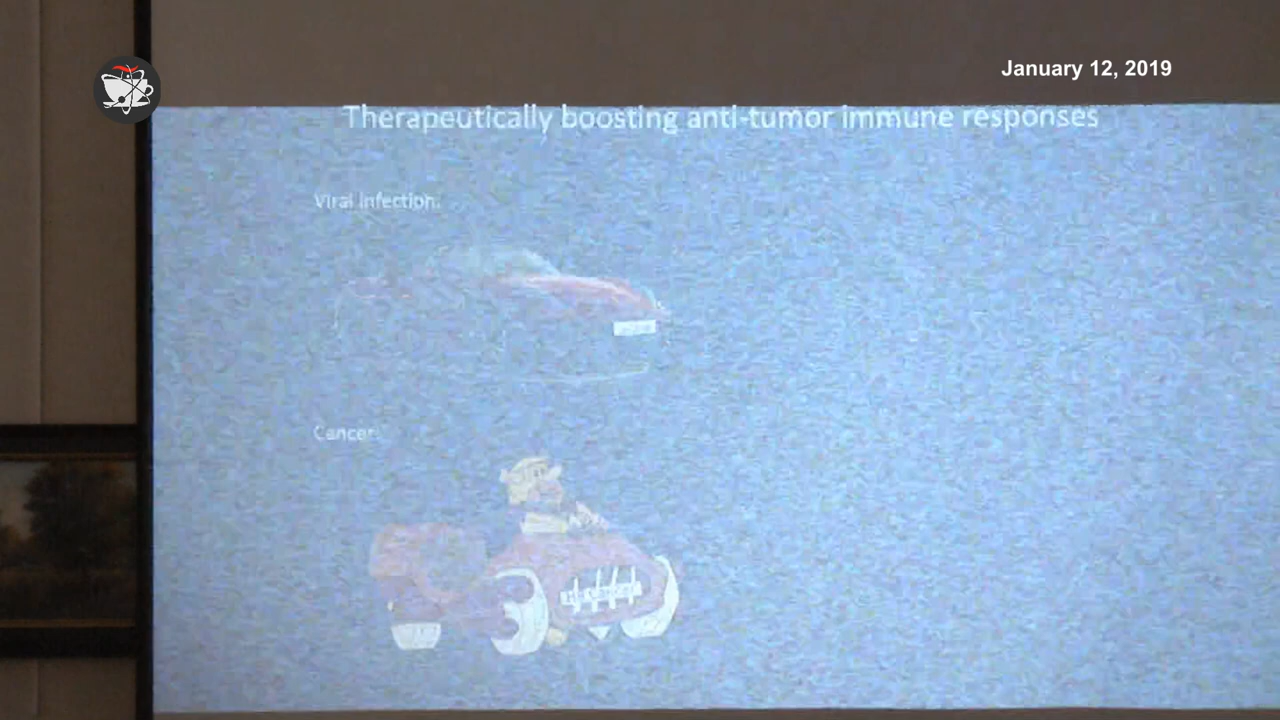 January 12, 2019
Therapeutically boosting anti-tumor immune responses
Viral infection:
Cancer: